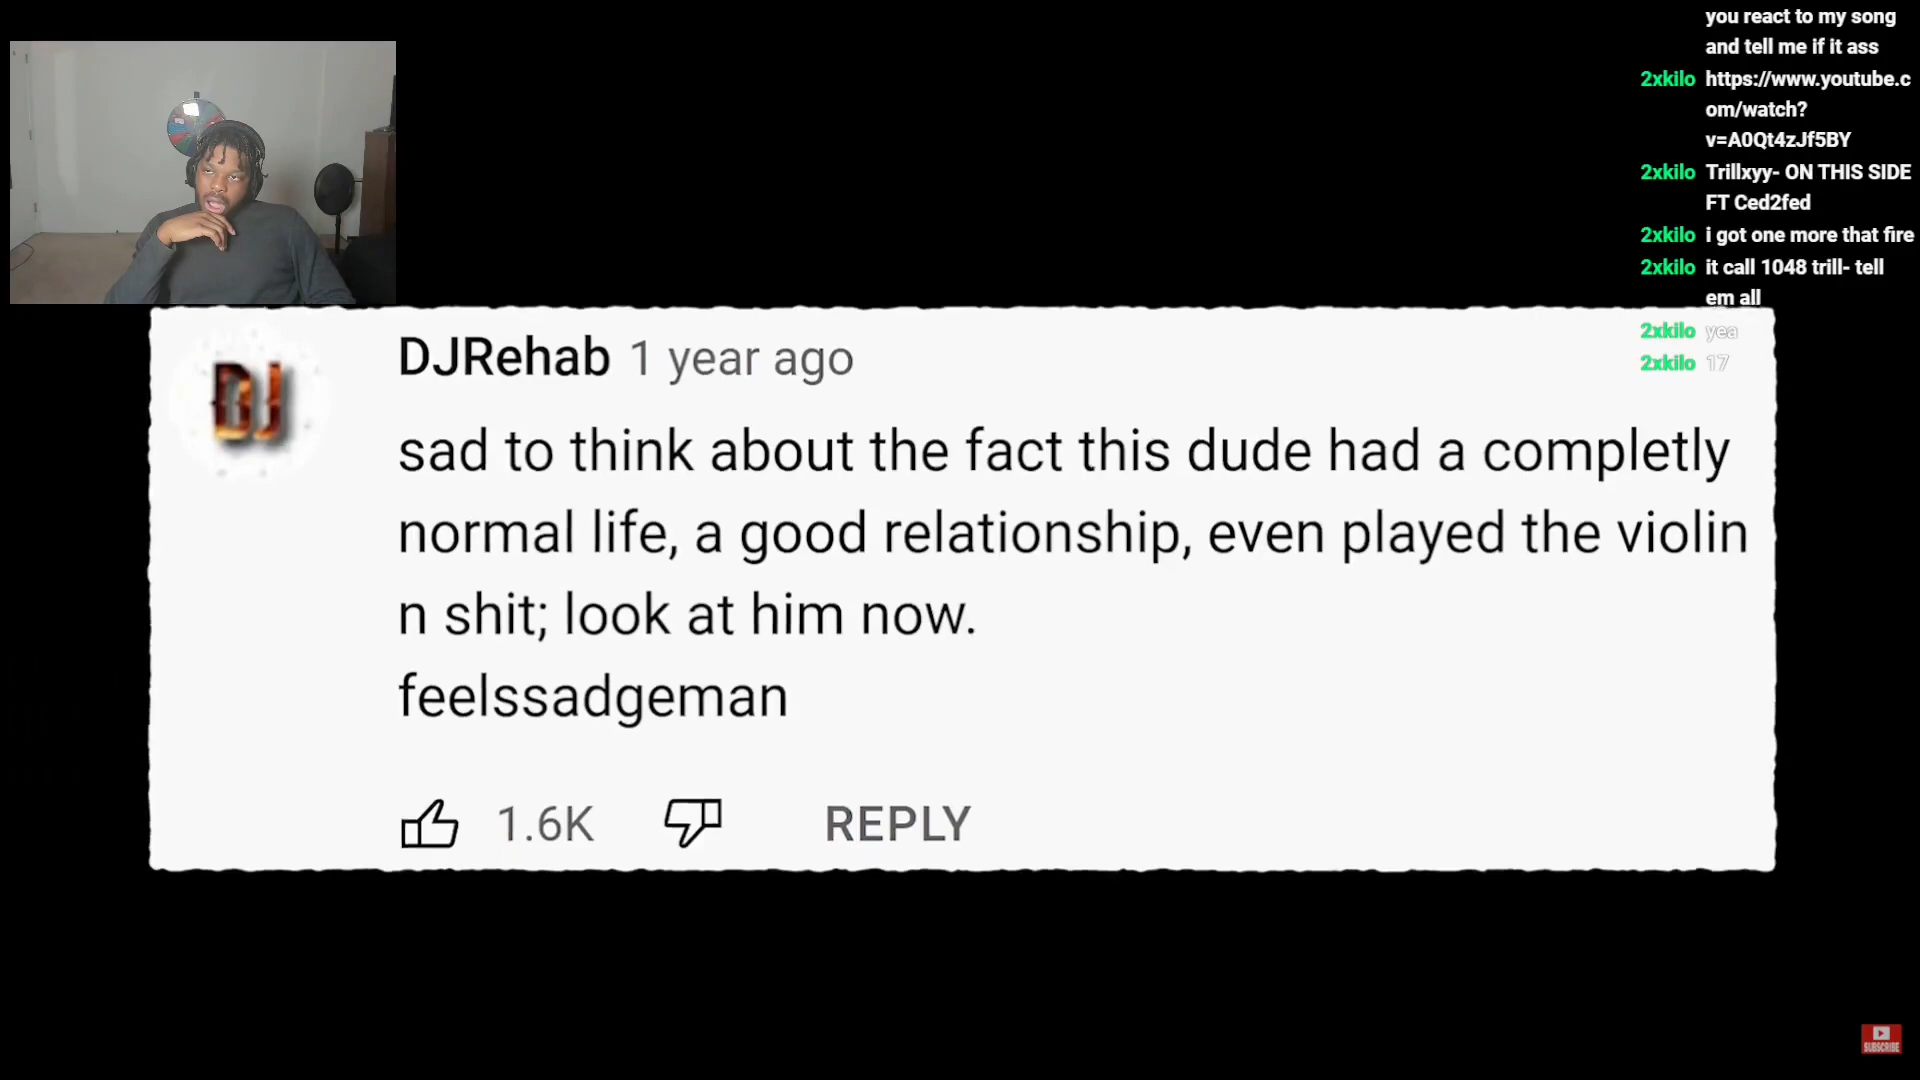 you react to my song
and tell me if it ass
2xkilo https://www.youtube.c
om/watch?
v=A0Qt4zJf5BY
2xkilo Trillxyy- ON THIS SIDE
FT Ced2fed
2xkilo i got one more that fire
2xkilo it call 1048 trill- tell
em all
2xkilo yea
2xkilo 17
DJ
DJRehab 1 year ago
sad to think about the fact this dude had a completly
normal life, a good relationship, even played the violin
n shit; look at him now.
feelssadgeman
1.6K REPLY
SUBSCRIBE